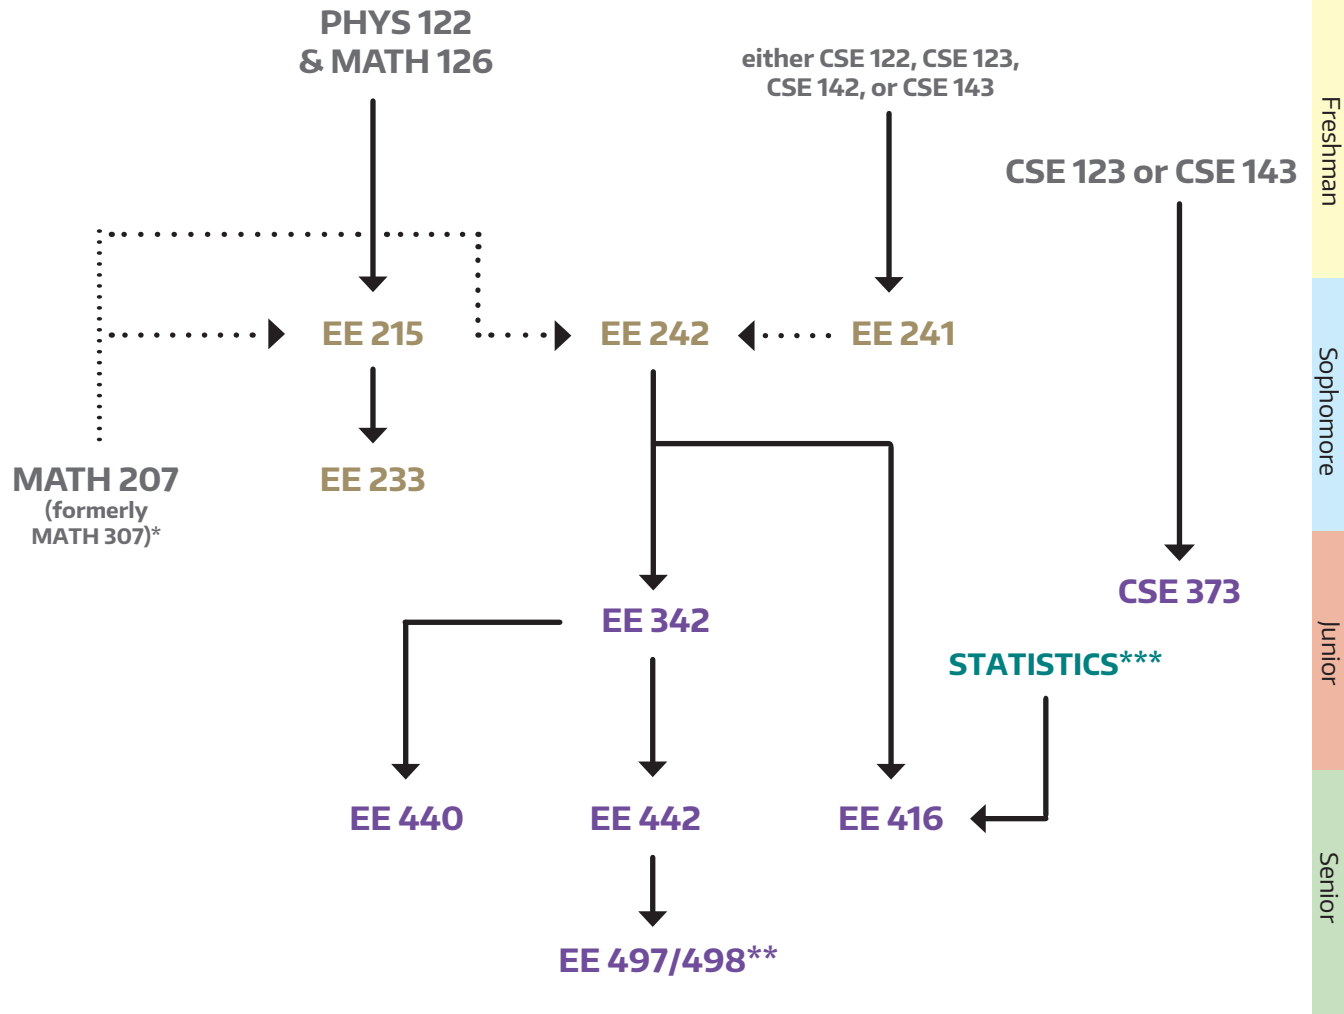 PHYS 122
& MATH 126
either CSE 122, CSE 123,
CSE 142, or CSE 143
CSE 123 or CSE 143
Freshman
EE 215
EE 242
EE 241
Sophomore
MATH 207
(formerly
MATH 307)*
EE 233
CSE 373
EE 342
Junior
STATISTICS***
EE 440
EE 442
EE 416
Senior
EE 497/498**